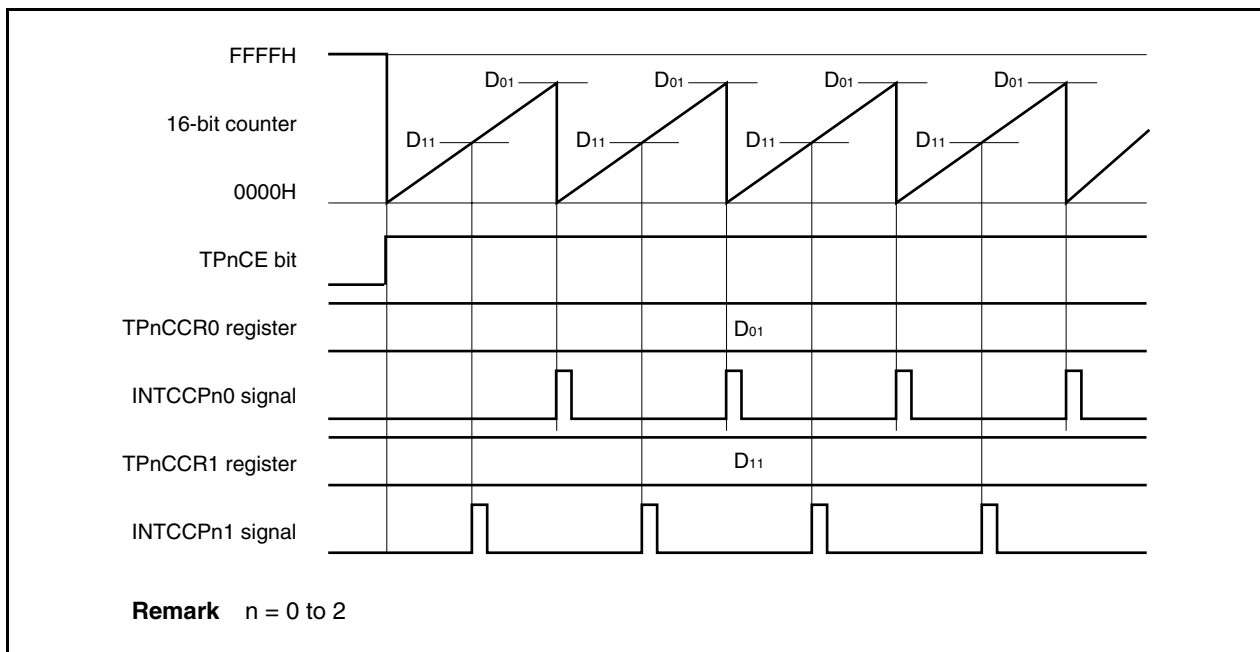 FFFFH
D01 D01 D01 D01
16-bit counter
D11 D11 D11 D11
0000H
TPnCE bit
TPnCCR0 register
D01
INTCCPn0 signal
TPnCCR1 register
D11
INTCCPn1 signal
Remark n = 0 to 2